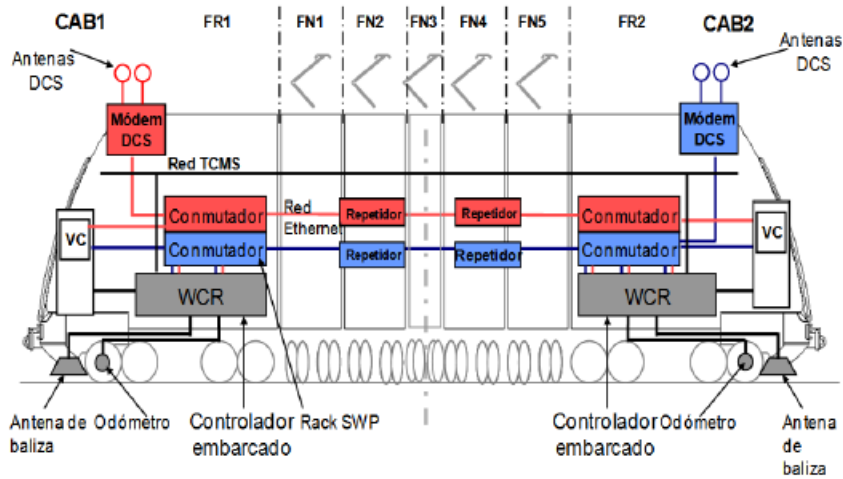 CAB1 FR1 FN1 FN2 FN3 FN4 FN5 FR2 CAB2
Antenas
DCS
Antenas
DCS
Módem
DCS
Módem
DCS
Red TCMS
Conmutador
Red
Ethernet
Repetidor
Repetidor
Conmutador
VC
Conmutador
Repetidor
Repetidor
Conmutador
VC
WCR
WCR
Antena de
baliza
Odómetro
Controlador
embarcado
Rack SWP
Controlador
embarcado
Odómetro
Antena
de
baliza